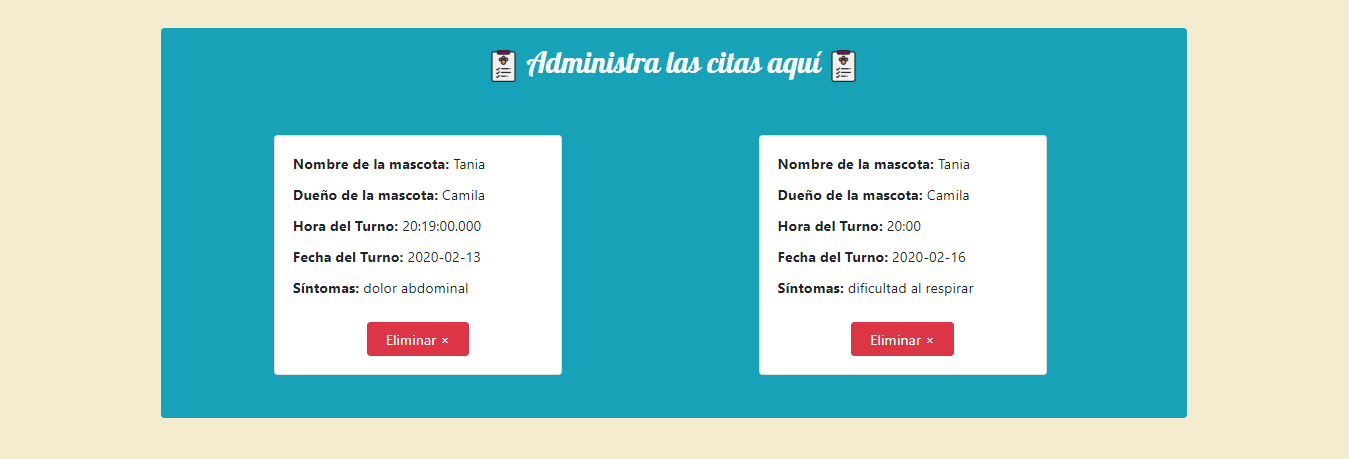 Administra las citas aquí
Nombre de la mascota: Tania
Dueño de la mascota: Camila
Hora del Turno: 20:19:00.000
Fecha del Turno: 2020-02-13
Síntomas: dolor abdominal
Eliminar ×
Nombre de la mascota: Tania
Dueño de la mascota: Camila
Hora del Turno: 20:00
Fecha del Turno: 2020-02-16
Síntomas: dificultad al respirar
Eliminar ×